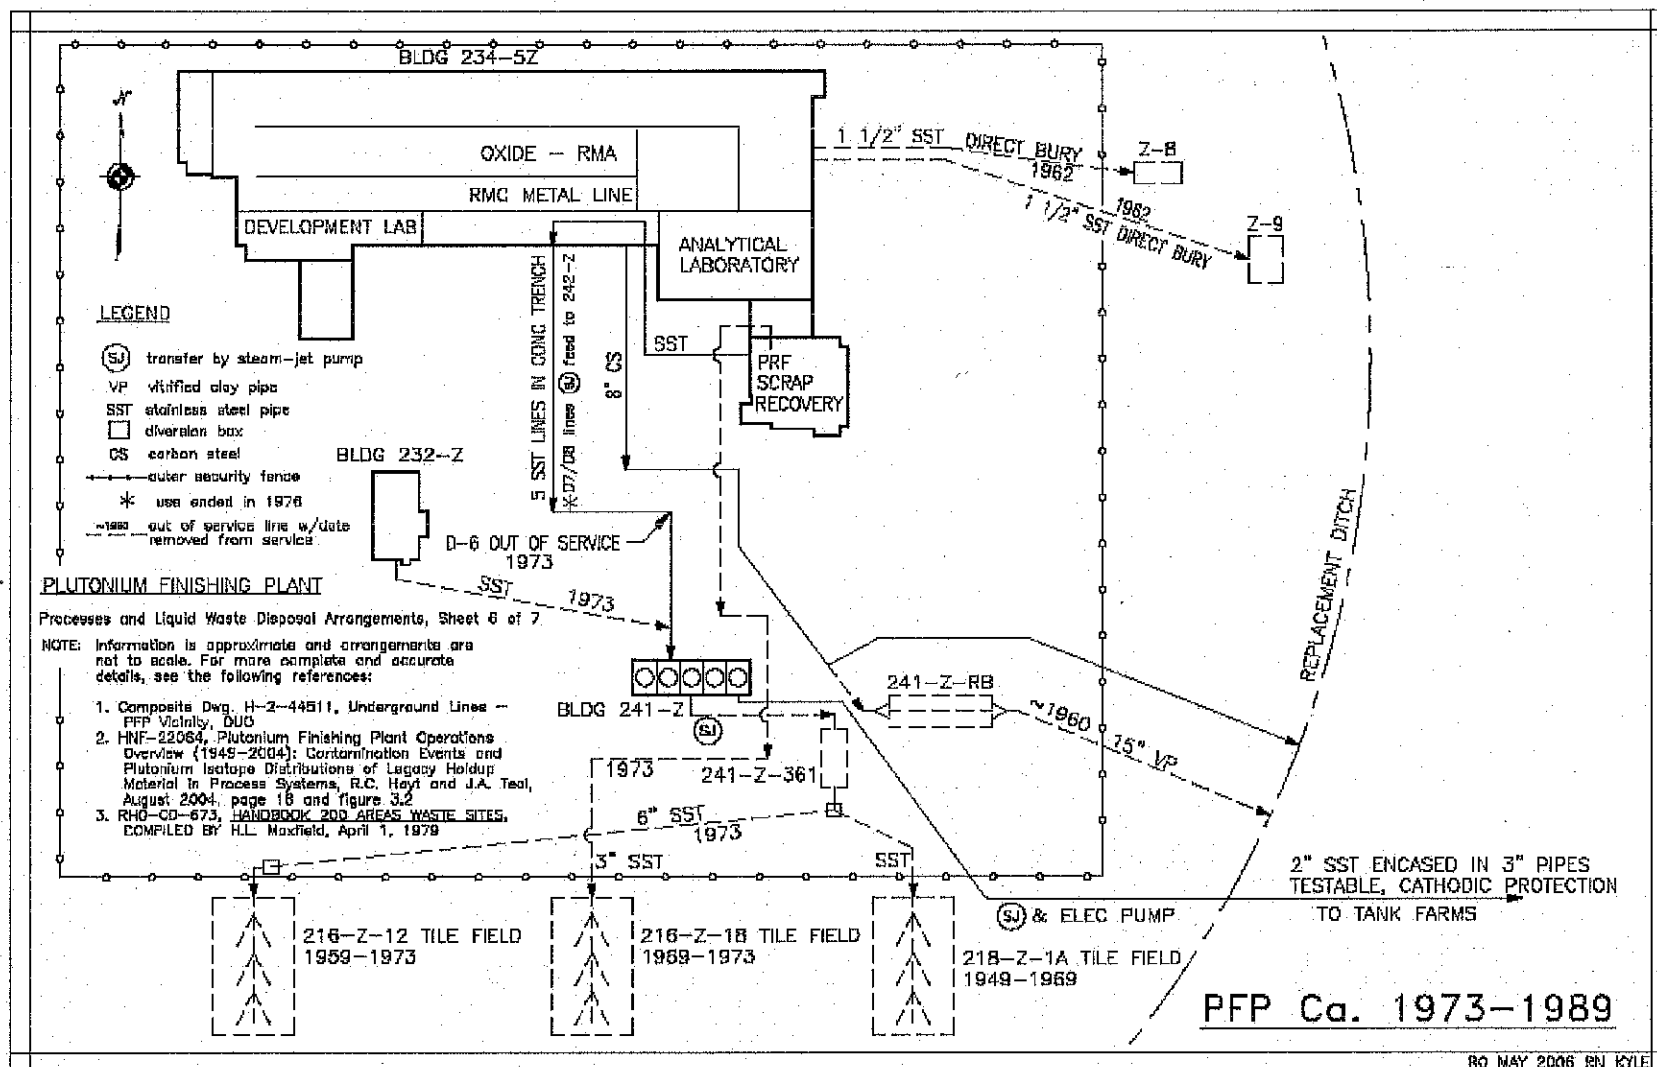 BLDG 234-5Z
N
OXIDE - RMA
RMC METAL LINE
DEVELOPMENT LAB
ANALYTICAL
LABORATORY
1 1/2" SST
DIRECT BURY
1962
Z-8
1962
1 1/2" SST DIRECT BURY
Z-9
LEGEND
SJ transfer by steam-jet pump
VP vitrified clay pipe
SST stainless steel pipe
diversion box
CS carbon steel
outer security fence
* use ended in 1976
~1960 out of service line w/date
removed from service
5 SST LINES IN CONC TRENCH
*D7/D8 lines SJ feed to 242-Z
8" CS
SST
PRF
SCRAP
RECOVERY
BLDG 232-Z
D-6 OUT OF SERVICE
1973
SST 1973
REPLACEMENT DITCH
PLUTONIUM FINISHING PLANT
Processes and Liquid Waste Disposal Arrangements, Sheet 6 of 7
NOTE: Information is approximate and arrangements are
not to scale. For more complete and accurate
details, see the following references:
1. Composite Dwg. H-2-44511, Underground Lines -
PFP Vicinity, DUO
2. HNF-22064, Plutonium Finishing Plant Operations
Overview (1949-2004): Contamination Events and
Plutonium Isotope Distributions of Legacy Holdup
Material in Process Systems, R.C. Hoyt and J.A. Teal,
August 2004, page 18 and figure 3.2
3. RHO-CD-673, HANDBOOK 200 AREAS WASTE SITES,
COMPILED BY H.L. Maxfield, April 1, 1979
BLDG 241-Z
SJ
241-Z-RB
~1960 15" VP
1973
241-Z-361
6" SST
1973
3" SST
SST
2" SST ENCASED IN 3" PIPES
TESTABLE, CATHODIC PROTECTION
TO TANK FARMS
SJ & ELEC PUMP
216-Z-12 TILE FIELD
1959-1973
216-Z-18 TILE FIELD
1969-1973
218-Z-1A TILE FIELD
1949-1969
PFP Ca. 1973-1989
MAY 2006 RN KYLE